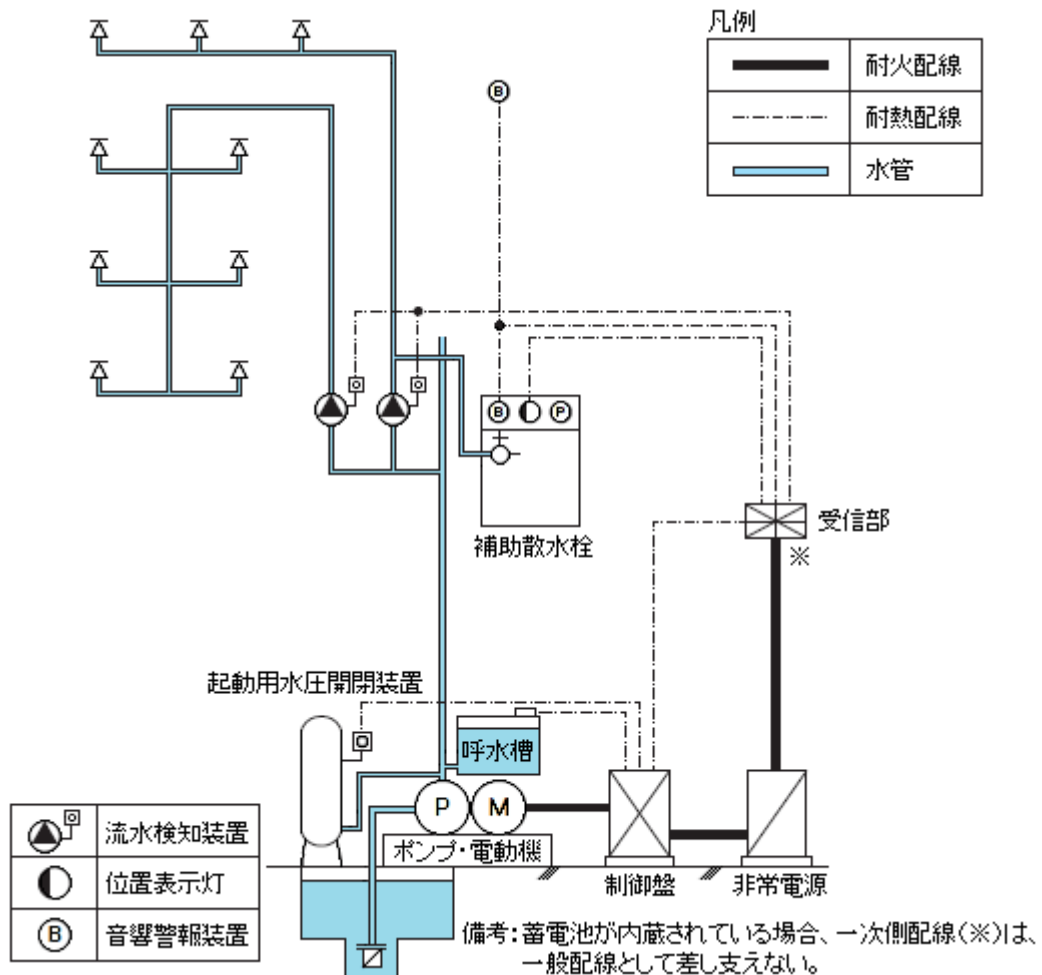 凡例
耐火配線
耐熱配線
水管
B
B
P
補助散水栓
受信部
※
起動用水圧開閉装置
呼水槽
P
M
ポンプ・電動機
制御盤
非常電源
流水検知装置
位置表示灯
B
音響警報装置
備考:蓄電池が内蔵されている場合、一次側配線(※)は、
一般配線として差し支えない。